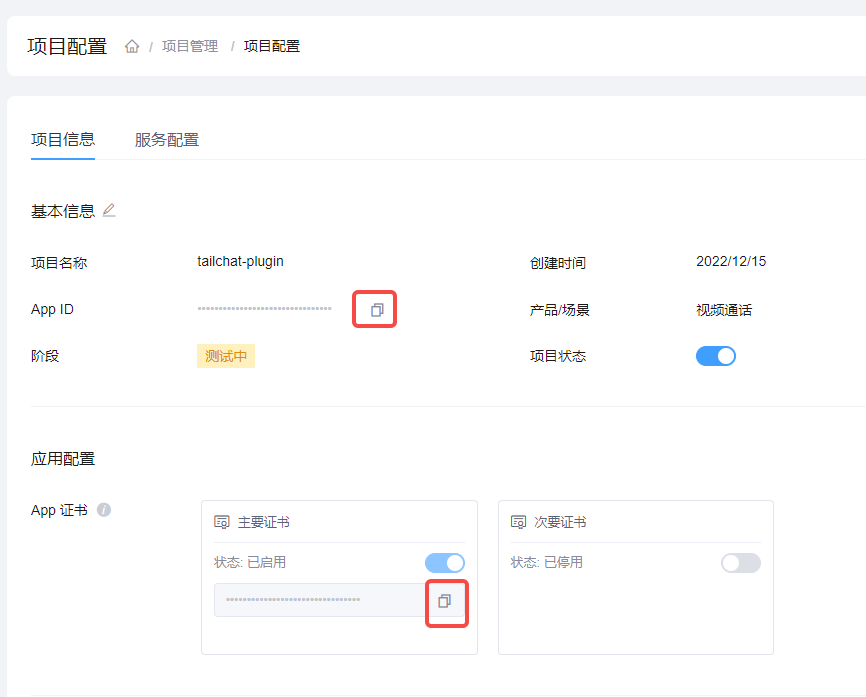 项目配置 / 项目管理 / 项目配置
项目信息 服务配置
基本信息
项目名称 tailchat-plugin 创建时间 2022/12/15
App ID ******************************** 产品/场景 视频通话
阶段 测试中 项目状态
应用配置
App 证书
主要证书 次要证书
状态: 已启用 状态: 已停用
********************************